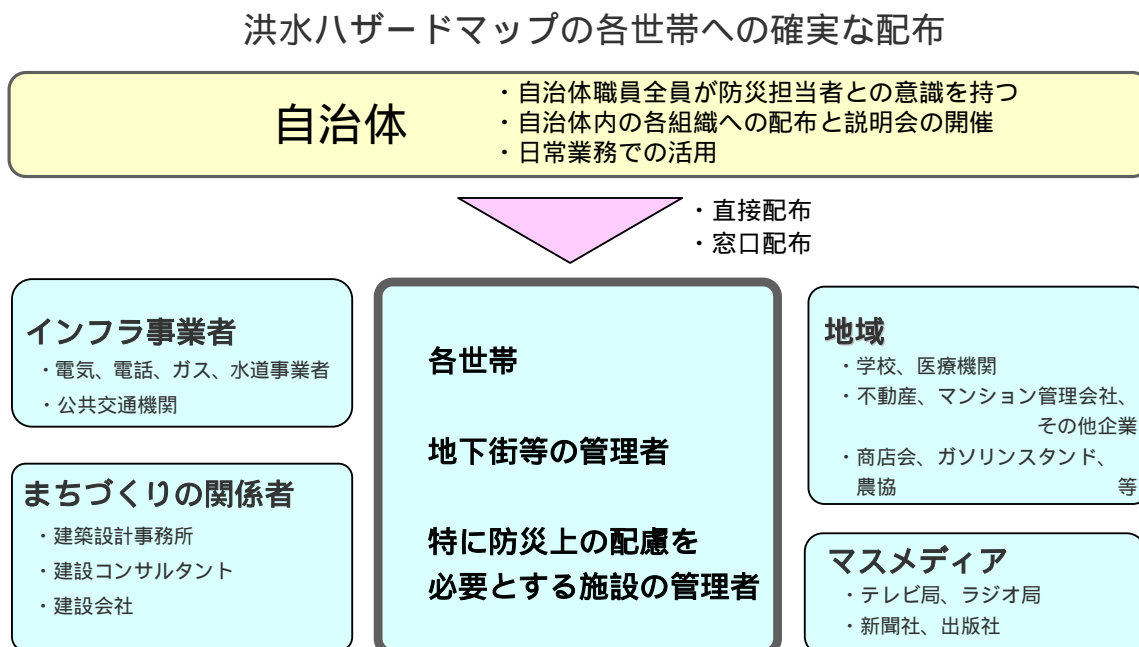 洪水ハザードマップの各世帯への確実な配布
自治体
・自治体職員全員が防災担当者との意識を持つ
・自治体内の各組織への配布と説明会の開催
・日常業務での活用
・直接配布
・窓口配布
インフラ事業者
・電気、電話、ガス、水道事業者
・公共交通機関
まちづくりの関係者
・建築設計事務所
・建設コンサルタント
・建設会社
各世帯
地下街等の管理者
特に防災上の配慮を
必要とする施設の管理者
地域
・学校、医療機関
・不動産、マンション管理会社、
その他企業
・商店会、ガソリンスタンド、
農協 等
マスメディア
・テレビ局、ラジオ局
・新聞社、出版社